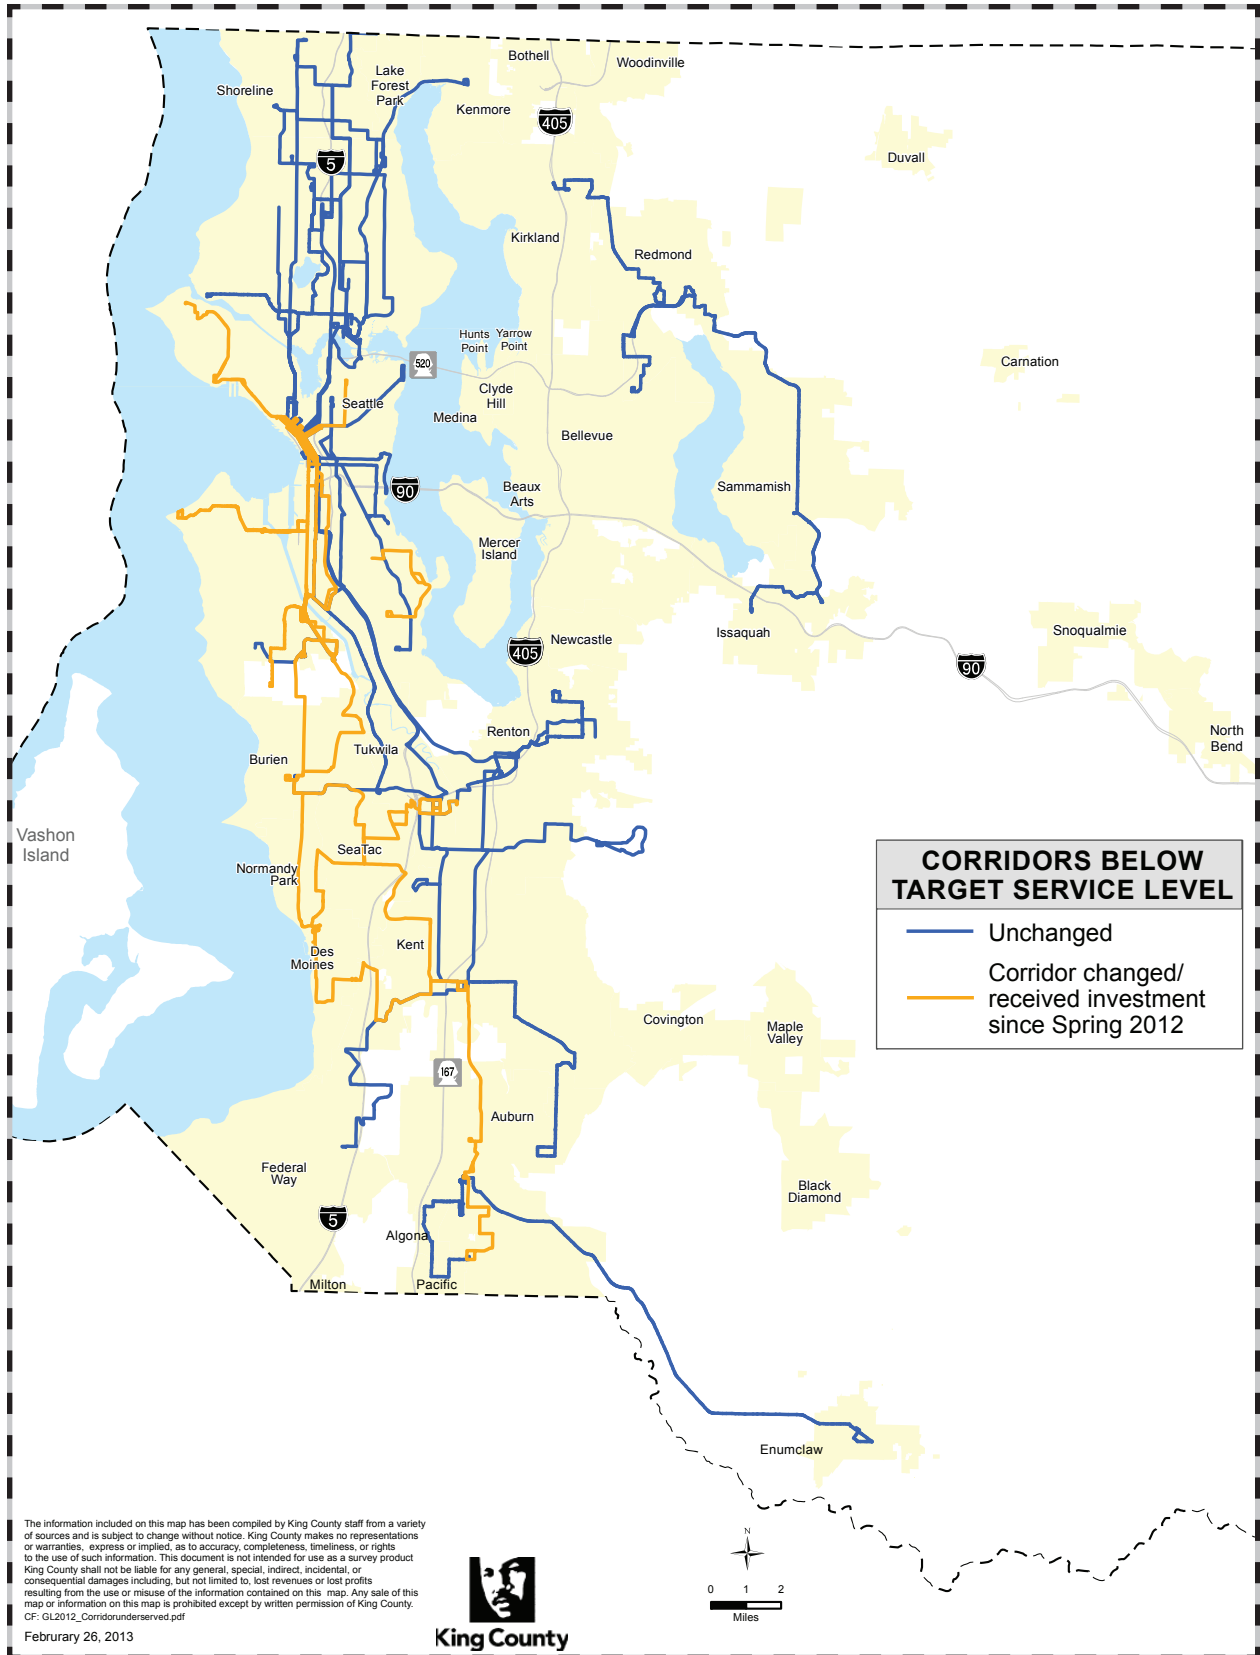 Bothell
Woodinville
Lake
Forest
Park
Shoreline
Kenmore
405
5
Duvall
Kirkland
Redmond
Hunts
Point
Yarrow
Point
520
Carnation
Clyde
Hill
Seattle
Medina
Bellevue
90
Beaux
Arts
Sammamish
Mercer
Island
405
Newcastle
Issaquah
Snoqualmie
90
Renton
North
Bend
Burien
Tukwila
Vashon
Island
SeaTac
Normandy
Park
CORRIDORS BELOW
TARGET SERVICE LEVEL
Unchanged
Corridor changed/
received investment
since Spring 2012
Des
Moines
Kent
Covington
Maple
Valley
167
Auburn
Federal
Way
Black
Diamond
5
Algona
Milton
Pacific
Enumclaw
The information included on this map has been compiled by King County staff from a variety
of sources and is subject to change without notice. King County makes no representations
or warranties, express or implied, as to accuracy, completeness, timeliness, or rights
to the use of such information. This document is not intended for use as a survey product
King County shall not be liable for any general, special, indirect, incidental, or
consequential damages including, but not limited to, lost revenues or lost profits
resulting from the use or misuse of the information contained on this map. Any sale of this
map or information on this map is prohibited except by written permission of King County.
CF: GL2012_Corridorunderserved.pdf
Februrary 26, 2013
King County
N
0 1 2
Miles